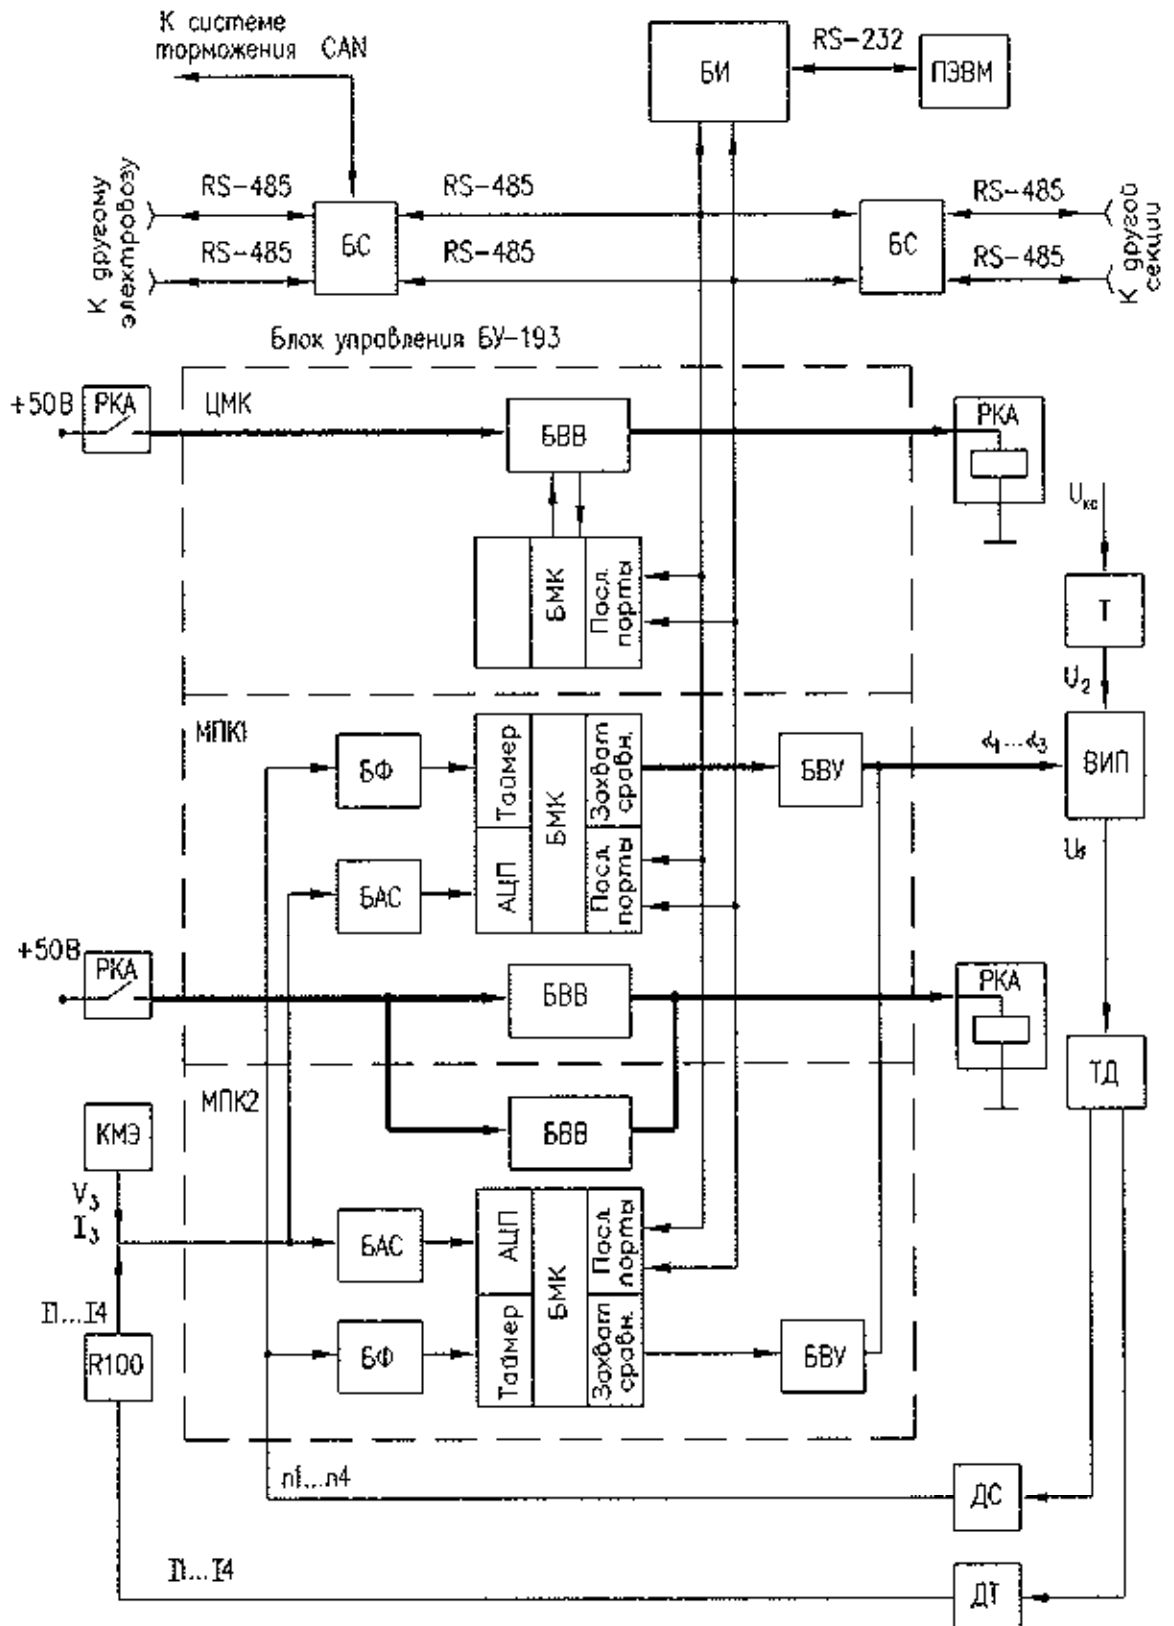 К системе
торможения CAN
БИ
RS-232
ПЭВМ
К другому
электровозу
RS-485
RS-485
БС
RS-485
RS-485
БС
RS-485
RS-485
К другой
секции
Блок управления БУ-193
+50В
РКА
ЦМК
БВВ
РКА
БМК
Посл.
порты
Uкс
Т
U2
МПК1
БФ
Таймер
БМК
Захват
сравн.
БВУ
α1...α3
ВИП
БАС
АЦП
Посл.
порты
+50В
РКА
БВВ
РКА
ТД
МПК2
БВВ
КМЭ
V3
I3
БАС
АЦП
БМК
Посл.
порты
I1...I4
R100
БФ
Таймер
Захват
сравн.
БВУ
n1...n4
ДС
I1...I4
ДТ